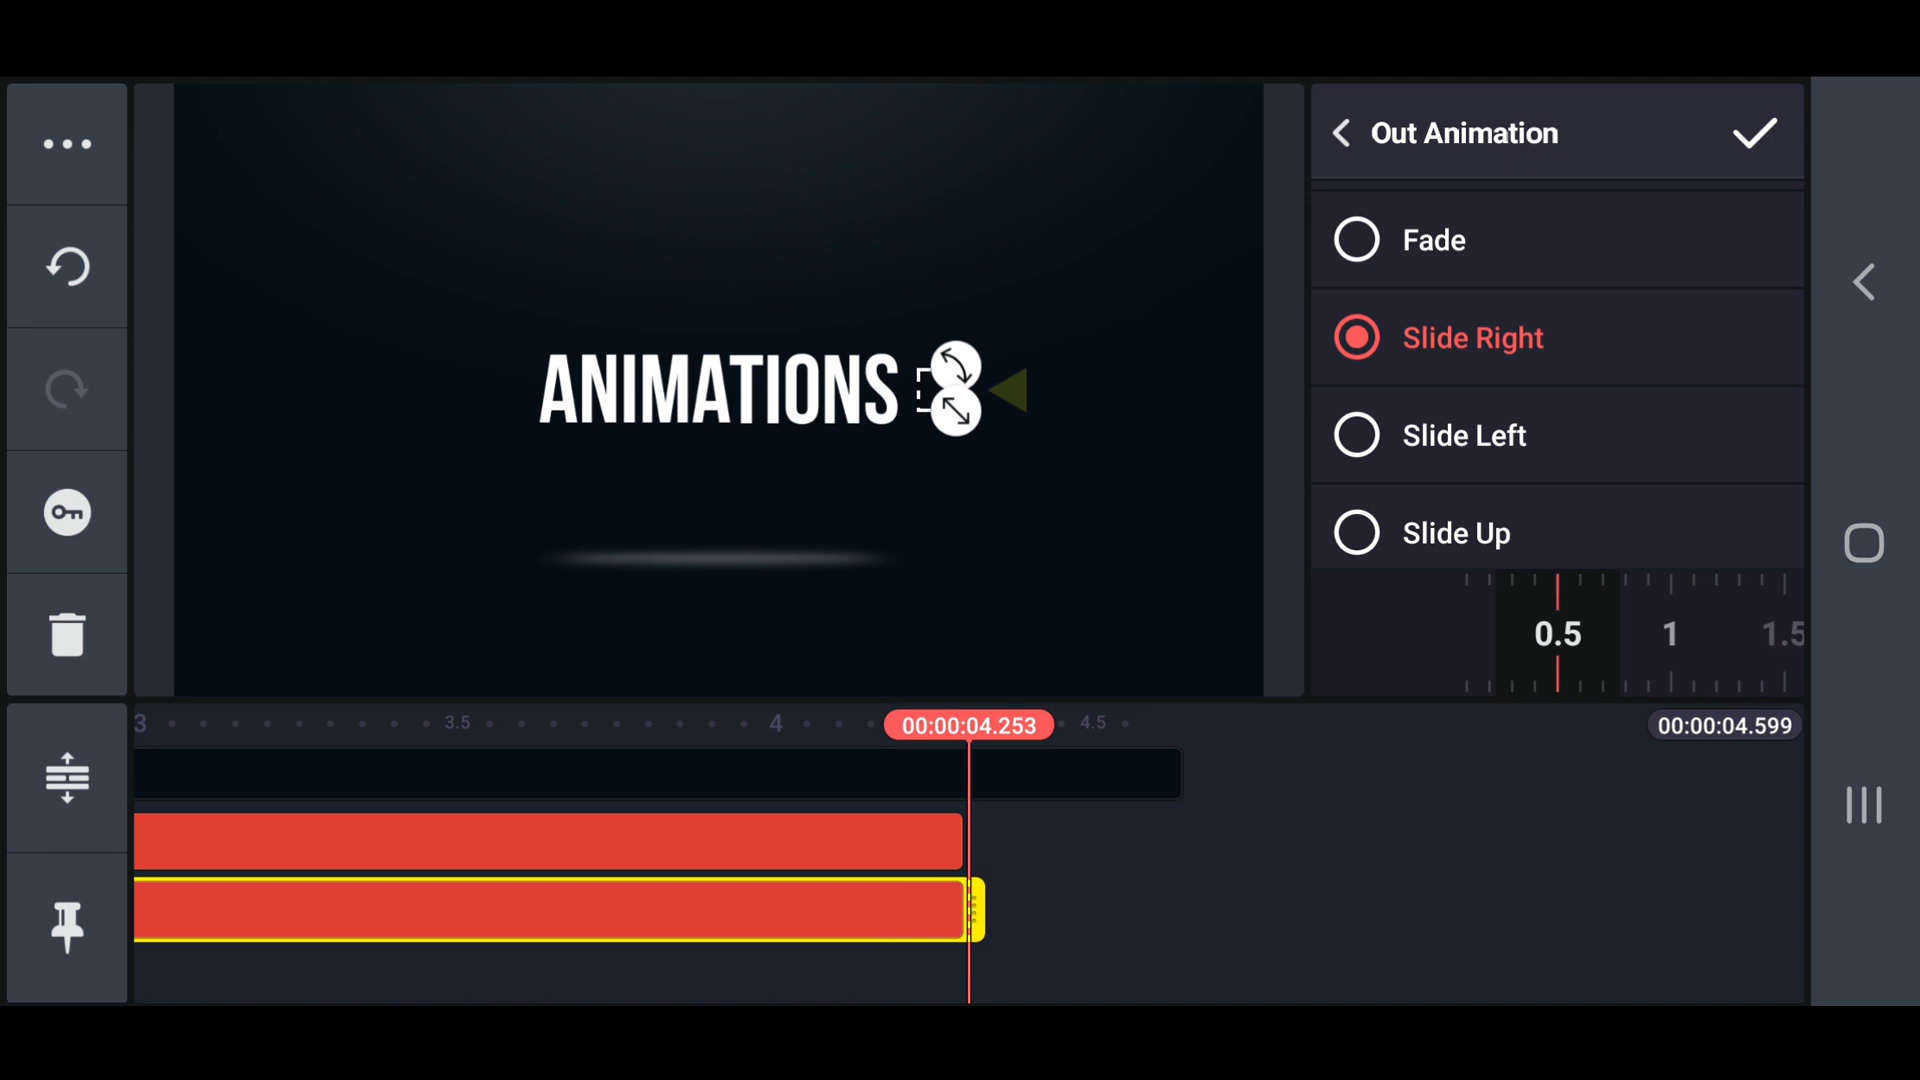 Out Animation
Fade
Slide Right
ANIMATIONS
Slide Left
Slide Up
0.5 1 1.5
3 3.5 4 00:00:04.253 4.5 00:00:04.599